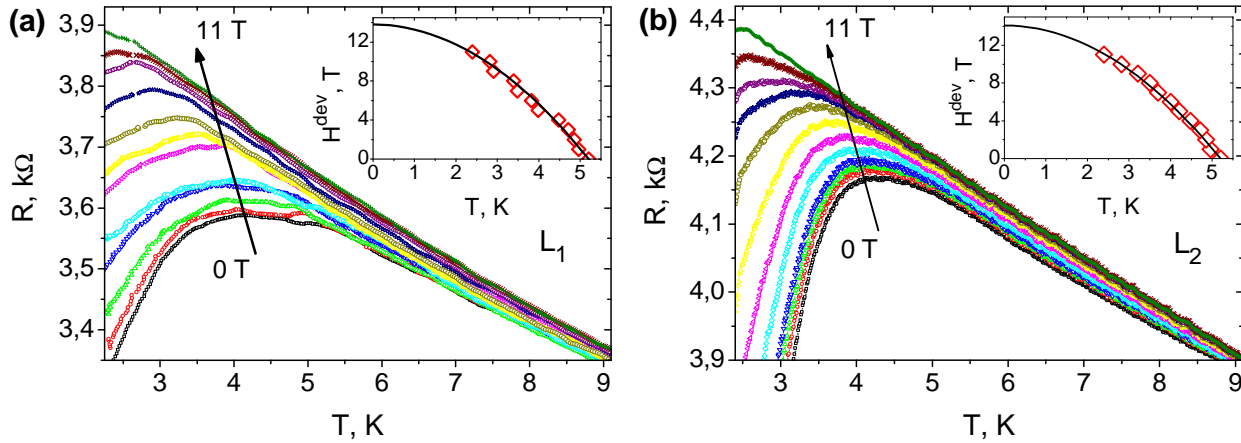 (a)
3,9
3,8
3,7
3,6
3,5
3,4
R, kΩ
3 4 5 6 7 8 9
T, K
11 T
0 T
L₁
12
8
4
0
H^dev, T
0 1 2 3 4 5
T, K
(b)
4,4
4,3
4,2
4,1
4,0
3,9
R, kΩ
3 4 5 6 7 8 9
T, K
11 T
0 T
L₂
12
8
4
0
H^dev, T
0 1 2 3 4 5
T, K